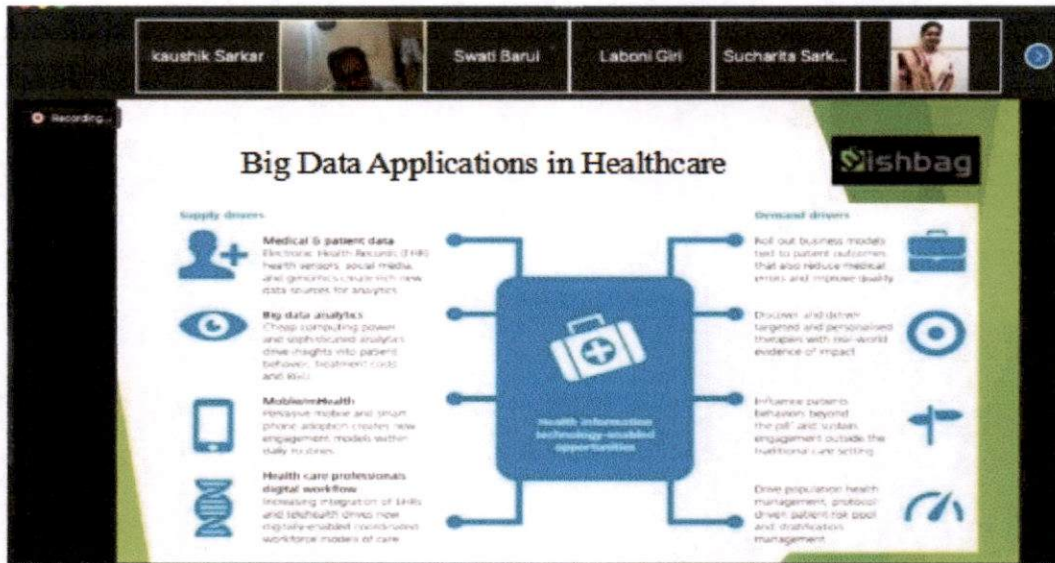 kaushik Sarkar
Swati Barul
Laboni Giri
Sucharita Sark...
Recording...
Big Data Applications in Healthcare
ishbag
Supply drivers
Medical & patient data
Electronic Health Records (EHR)
health sensors, social media,
and genomics create rich new
data sources for analytics
Big data analytics
Cheap computing power
and sophisticated analytics
drive insights into patient
behavior, treatment costs
and R&D
Mobile/mHealth
Pervasive mobile and smart
phone adoption creates new
engagement models within
daily routines
Health care professionals
digital workflow
Increasing integration of EHRs
and telehealth drives new
digitally-enabled coordinated
workforce models of care
Health information
technology-enabled
opportunities
Demand drivers
Roll out business models
tied to patient outcomes
that also reduce medical
errors and improve quality
Discover and deliver
targeted and personalised
therapies with real-world
evidence of impact
Influence patients
behaviors beyond
the pill' and sustain
engagement outside the
traditional care setting
Drive population health
management, protocol-
driven patient risk pool
and stratification
management